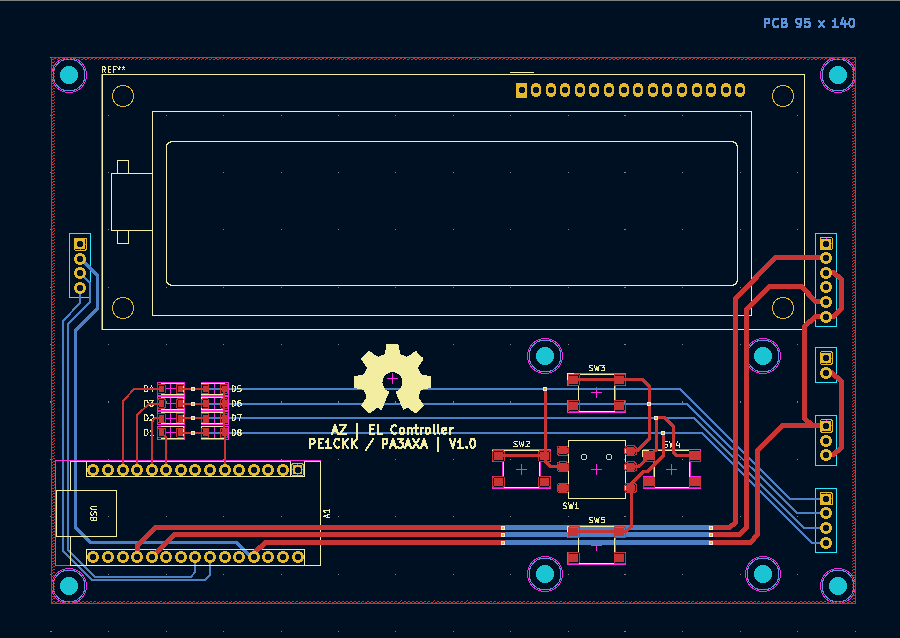 PCB 95 x 140
REF**
SW3
D4 D5
D3 D6
D2 D7
D1 D8
AZ | EL Controller
PE1CKK / PA3AXA | V1.0
SW2
SW4
SW1
USB
A1
SW5